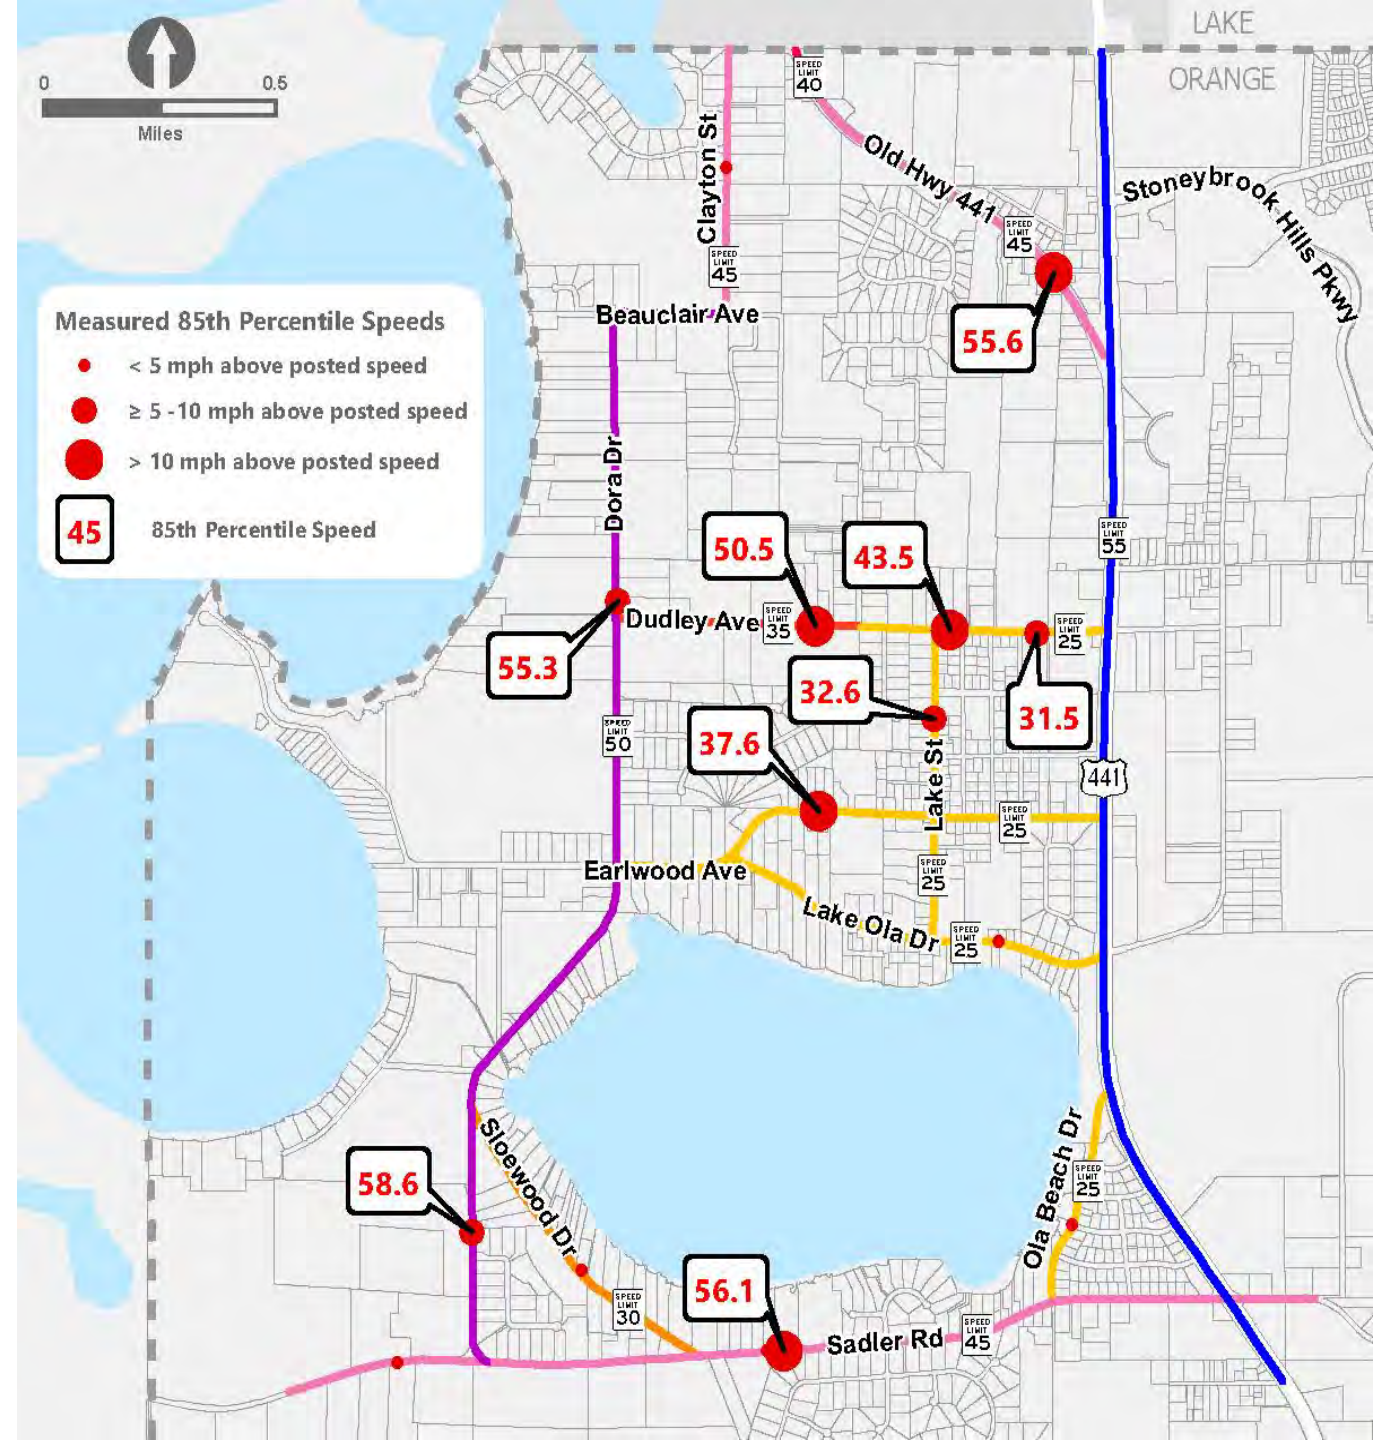 LAKE
ORANGE
0
0.5
Miles
SPEED
LIMIT
40
Clayton St
Old Hwy 441
Stoneybrook Hills Pkwy
SPEED
LIMIT
45
SPEED
LIMIT
45
55.6
Beauclair Ave
Measured 85th Percentile Speeds
< 5 mph above posted speed
≥ 5 -10 mph above posted speed
> 10 mph above posted speed
45
85th Percentile Speed
Dora Dr
SPEED
LIMIT
55
50.5
43.5
Dudley Ave
SPEED
LIMIT
35
SPEED
LIMIT
25
55.3
32.6
31.5
SPEED
LIMIT
50
37.6
Lake St
441
SPEED
LIMIT
25
Earlwood Ave
SPEED
LIMIT
25
Lake Ola Dr
SPEED
LIMIT
25
Sloewood Dr
Ola Beach Dr
SPEED
LIMIT
25
58.6
56.1
SPEED
LIMIT
30
Sadler Rd
SPEED
LIMIT
45